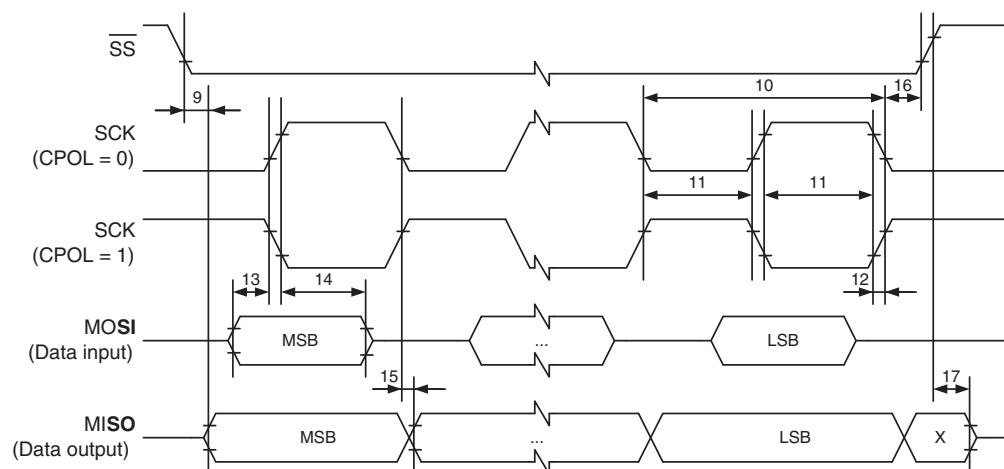 SS
9
10
16
SCK
(CPOL = 0)
11
11
SCK
(CPOL = 1)
13
14
12
MOSI
(Data input)
MSB
...
LSB
15
17
MISO
(Data output)
MSB
...
LSB
X